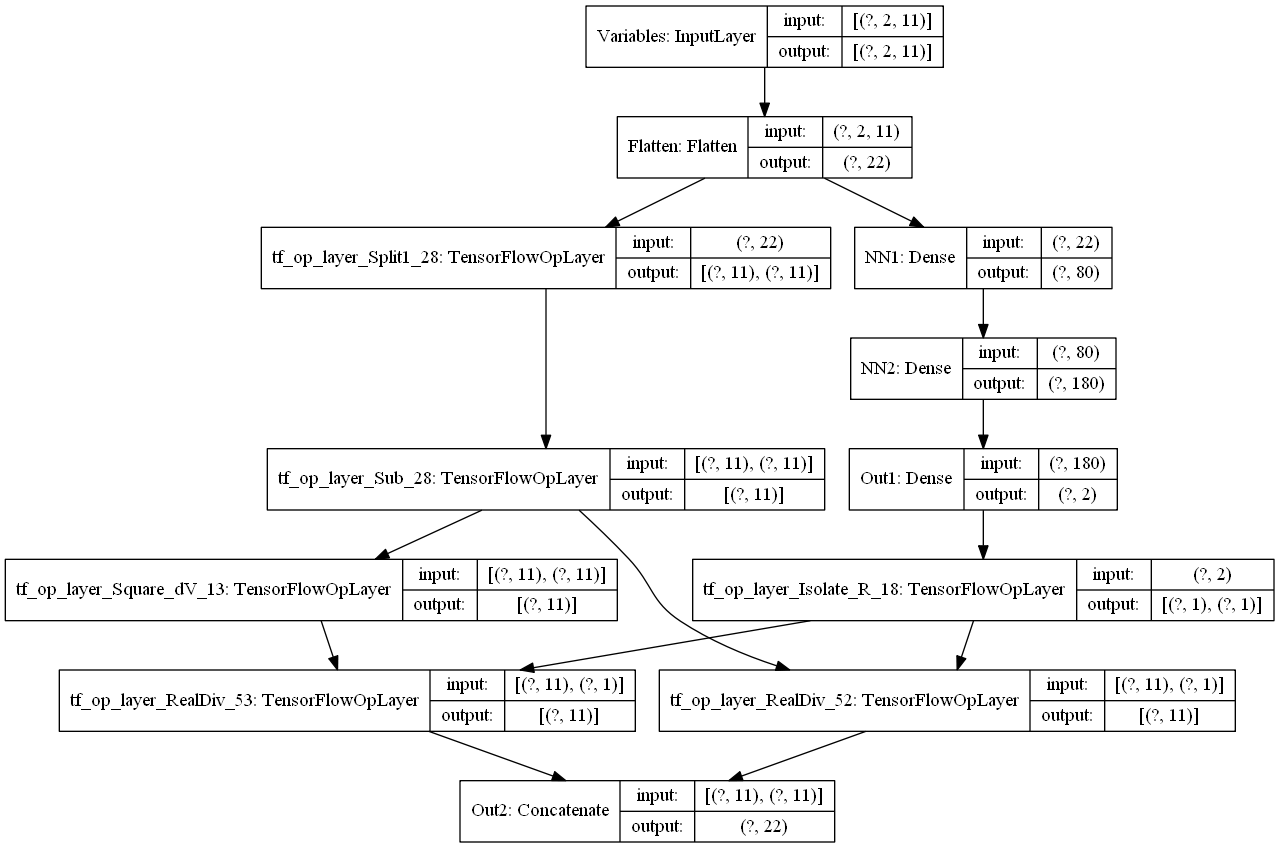 Variables: InputLayer
input: [(?, 2, 11)]
output: [(?, 2, 11)]
Flatten: Flatten
input: (?, 2, 11)
output: (?, 22)
tf_op_layer_Split1_28: TensorFlowOpLayer
input: (?, 22)
output: [(?, 11), (?, 11)]
NN1: Dense
input: (?, 22)
output: (?, 80)
NN2: Dense
input: (?, 80)
output: (?, 180)
tf_op_layer_Sub_28: TensorFlowOpLayer
input: [(?, 11), (?, 11)]
output: [(?, 11)]
Out1: Dense
input: (?, 180)
output: (?, 2)
tf_op_layer_Square_dV_13: TensorFlowOpLayer
input: [(?, 11), (?, 11)]
output: [(?, 11)]
tf_op_layer_Isolate_R_18: TensorFlowOpLayer
input: (?, 2)
output: [(?, 1), (?, 1)]
tf_op_layer_RealDiv_53: TensorFlowOpLayer
input: [(?, 11), (?, 1)]
output: [(?, 11)]
tf_op_layer_RealDiv_52: TensorFlowOpLayer
input: [(?, 11), (?, 1)]
output: [(?, 11)]
Out2: Concatenate
input: [(?, 11), (?, 11)]
output: (?, 22)